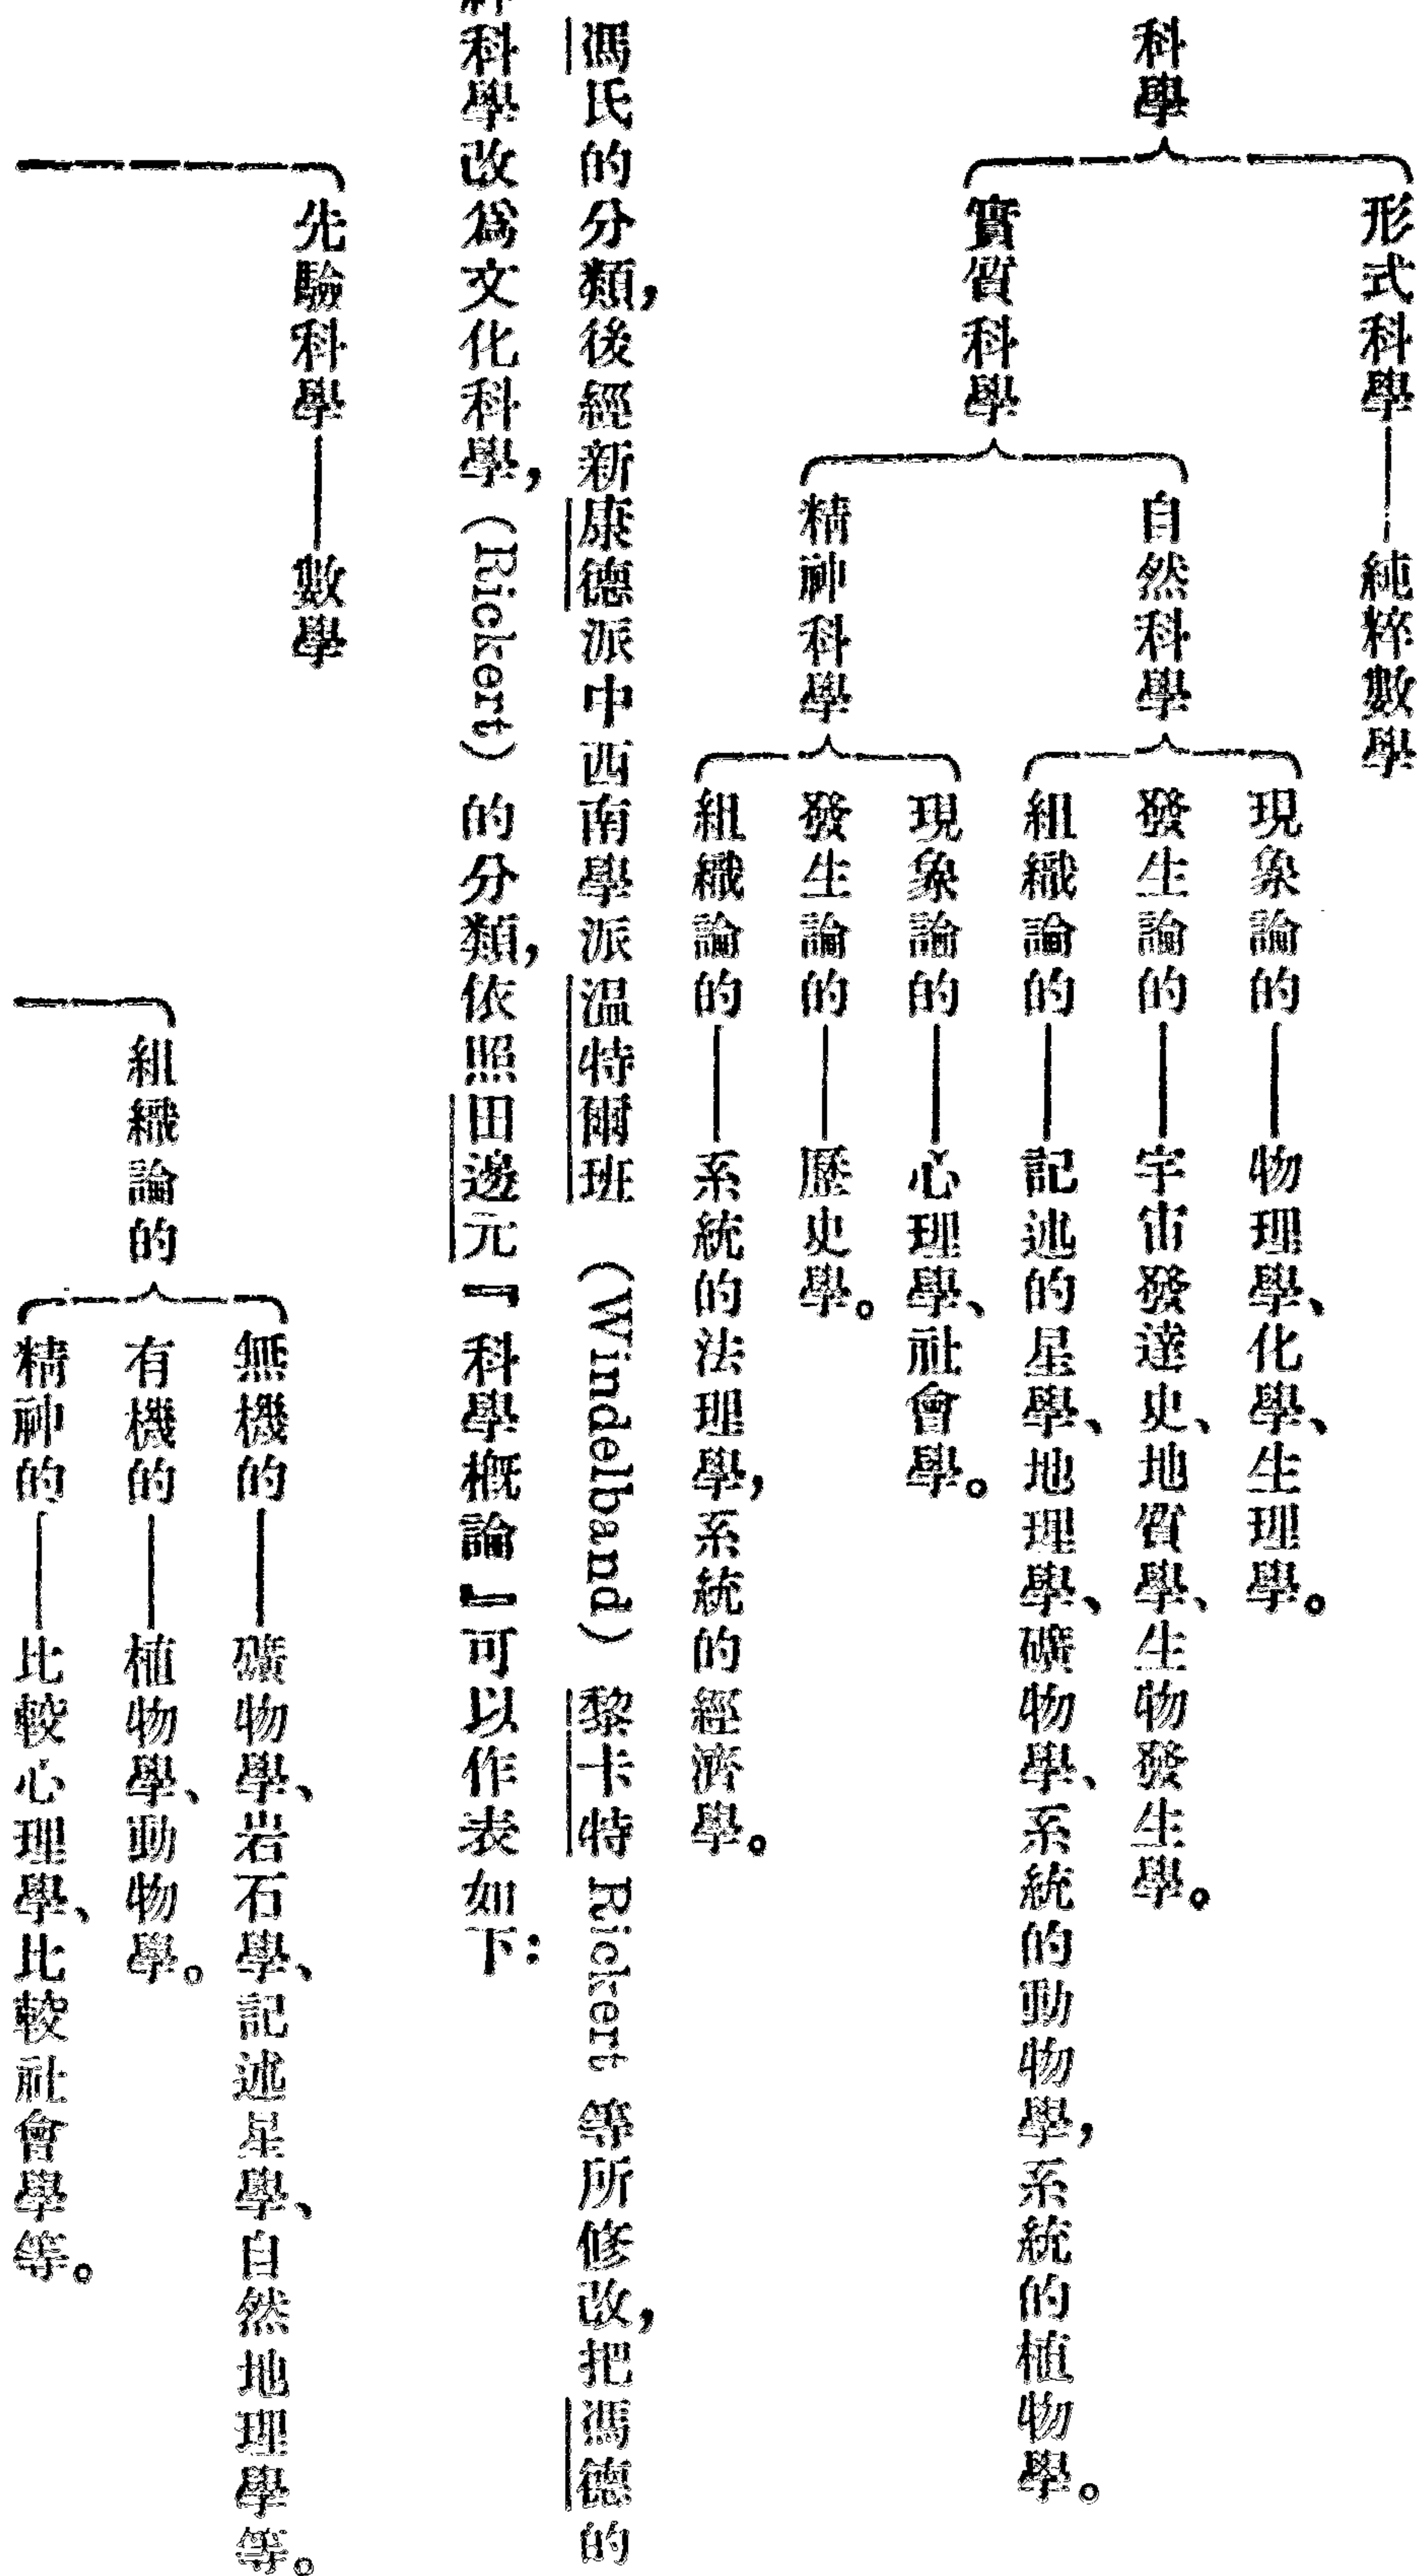 形式科學——純粹數學
科學
現象論的——物理學、化學、生理學。
自然科學
發生論的——宇宙發達史、地質學、生物發生學。
組織論的——記述的星學、地理學、礦物學、系統的動物學，系統的植物學。
實質科學
現象論的——心理學、社會學。
精神科學
發生論的——歷史學。
組織論的——系統的法理學，系統的經濟學。
馮氏的分類，後經新康德派中西南學派温特爾班 (Windelband) 黎卡特 Rickert 等所修改，把馮德的
科學改爲文化科學，(Rickert) 的分類，依照田邊元『科學概論』可以作表如下：
先驗科學——數學
無機的——礦物學、岩石學、記述星學、自然地理學等。
組織論的
有機的——植物學、動物學。
精神的——比較心理學、比較社會學等。